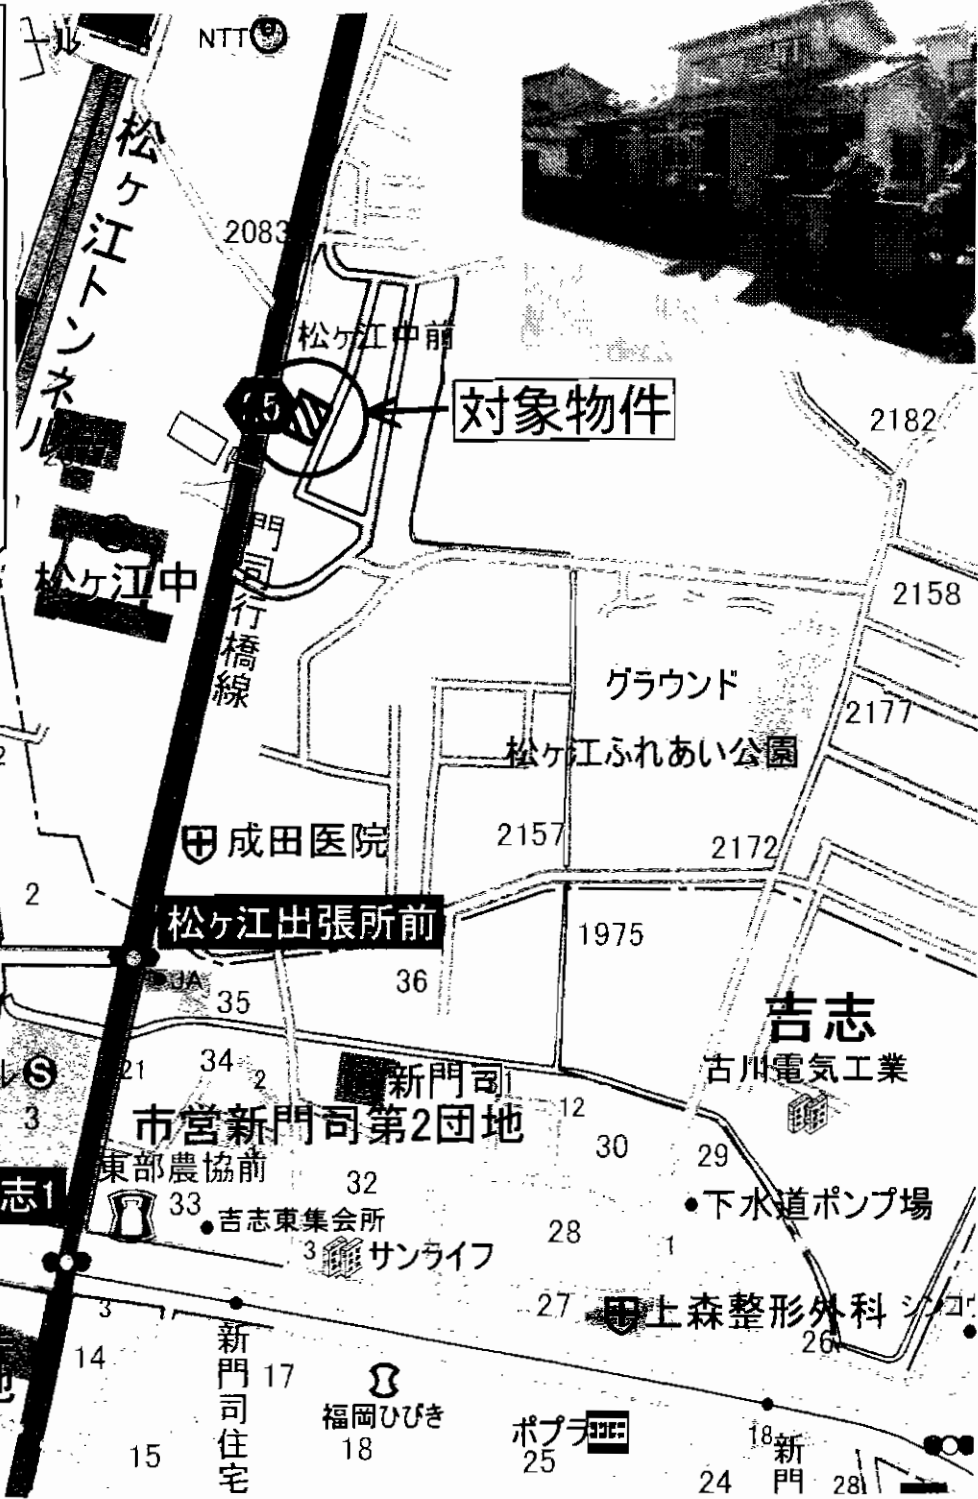 ール
NTT
松ヶ江トンネル
2083
松ヶ江中前
対象物件
2182
松ヶ江中
門司行橋線
2158
グラウンド
2177
松ヶ江ふれあい公園
成田医院
2157
2172
2
松ヶ江出張所前
1975
JA
36
35
吉志
34
21
2
新門司1
古川電気工業
3
市営新門司第2団地
12
30
29
東部農協前
志1
32
33
下水道ポンプ場
吉志東集会所
28
1
3
サンライフ
27
上森整形外科
シンコー
3
26
14
新門司住宅
17
福岡ひびき
ポプラ
18
15
18
25
新門
24
28